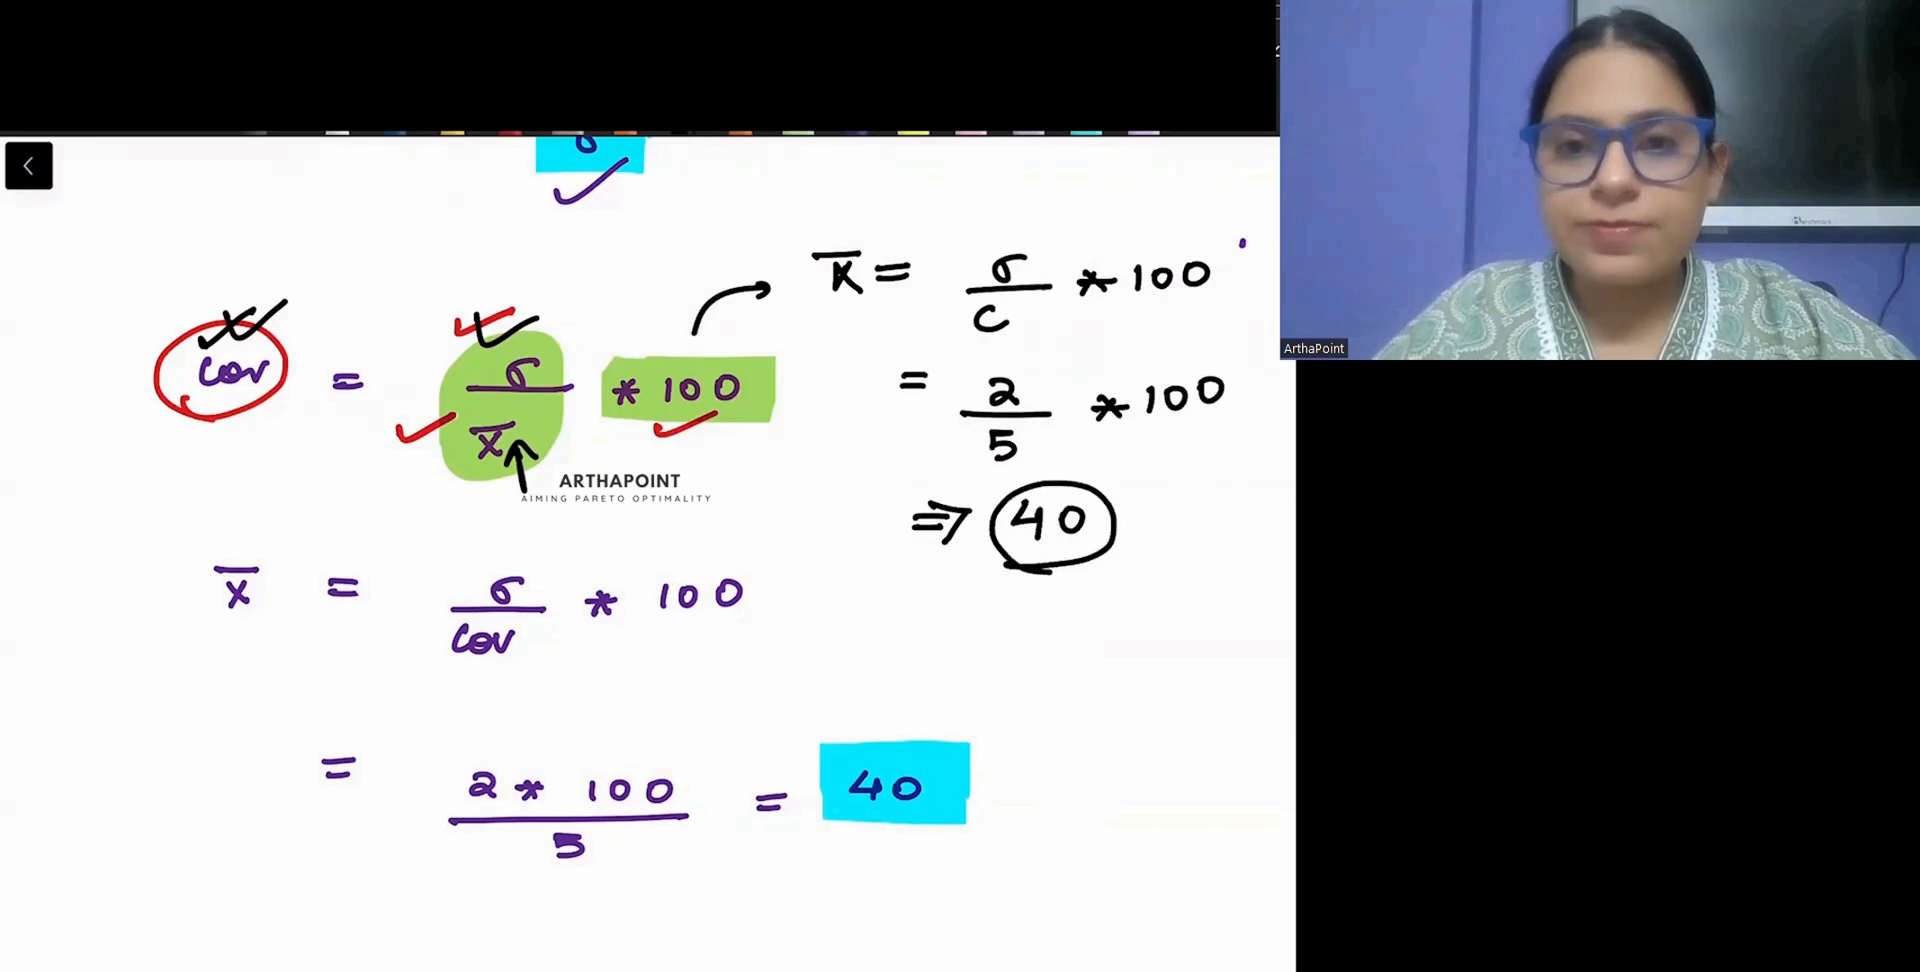 σ
x̄ = σ/c * 100
cov = σ/x̄ * 100
= 2/5 * 100
ARTHAPOINT
AIMING PARETO OPTIMALITY
⇒ 40
x̄ = σ/cov * 100
= 2 * 100/5 = 40
ArthaPoint